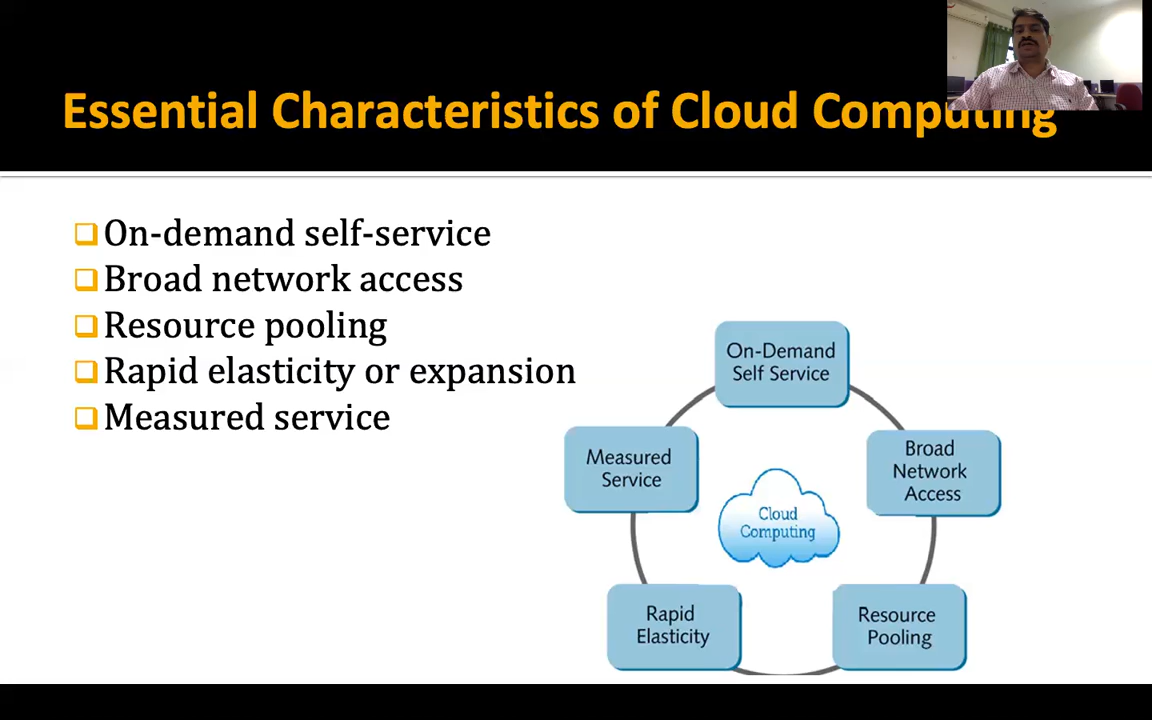 Essential Characteristics of Cloud Computing
On-demand self-service
Broad network access
Resource pooling
Rapid elasticity or expansion
Measured service
On-Demand
Self Service
Measured
Service
Broad
Network
Access
Cloud
Computing
Rapid
Elasticity
Resource
Pooling